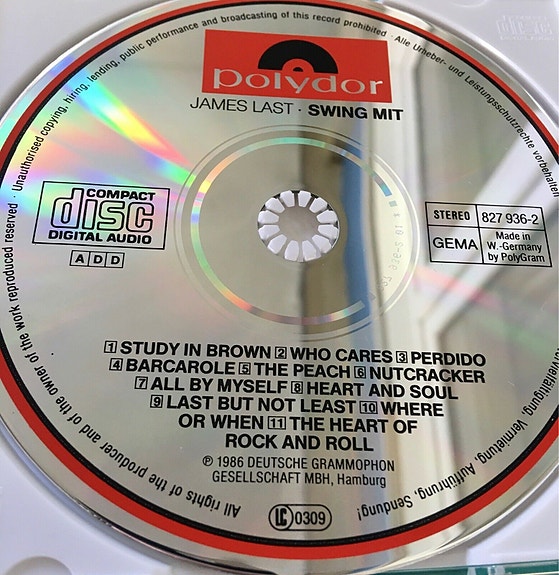 Unauthorised copying, hiring, lending, public performance and broadcasting of this record prohibited · Alle Urheber- und Leistungsschutzrechte vorbehalten
polydor
JAMES LAST · SWING MIT
COMPACT
disc
DIGITAL AUDIO
A D D
STEREO 827 936-2
GEMA Made in
W.-Germany
by PolyGram
1 STUDY IN BROWN 2 WHO CARES 3 PERDIDO
4 BARCAROLE 5 THE PEACH 6 NUTCRACKER
7 ALL BY MYSELF 8 HEART AND SOUL
9 LAST BUT NOT LEAST 10 WHERE
OR WHEN 11 THE HEART OF
ROCK AND ROLL
℗ 1986 DEUTSCHE GRAMMOPHON
GESELLSCHAFT MBH, Hamburg
LC 0309
All rights of the producer and of the owner of the work reproduced reserved ·
Vermietung, Aufführung, Sendung!